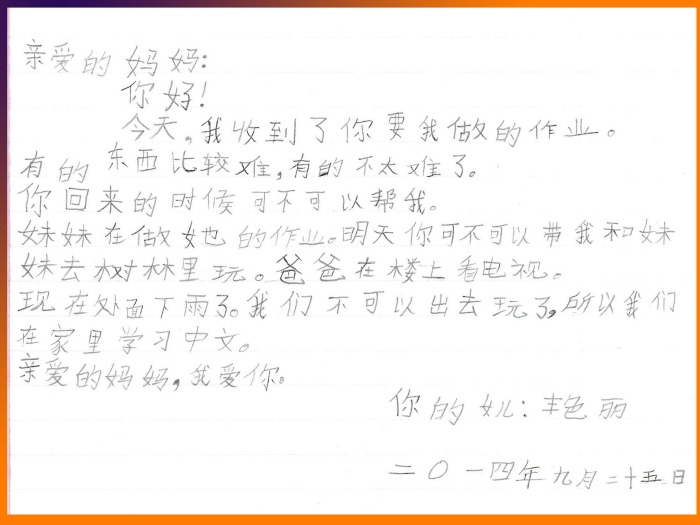 亲爱的妈妈:
你好!
今天,我收到了你要我做的作业。
有的东西比较难,有的不太难了。
你回来的时候可不可以帮我。
妹妹在做她的作业。明天你可不可以带我和妹
妹去树林里玩。爸爸在楼上看电视。
现在处面下雨了。我们不可以出去玩了,所以我们
在家里学习中文。
亲爱的妈妈,我爱你。
你的女儿:艳丽
二〇一四年九月二十五日